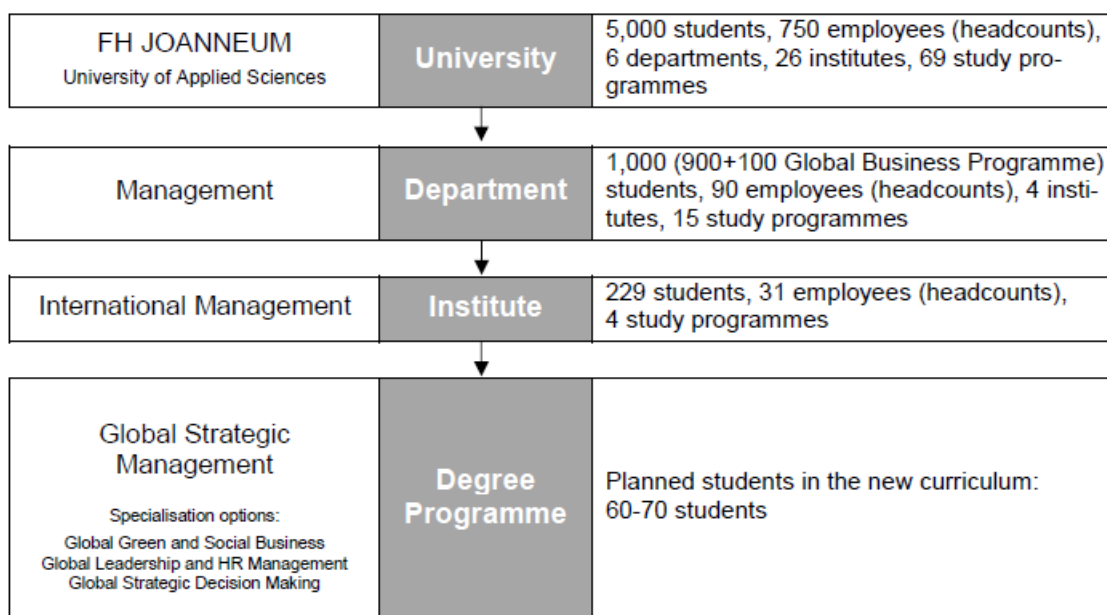 FH JOANNEUM
University of Applied Sciences
University
5,000 students, 750 employees (headcounts),
6 departments, 26 institutes, 69 study pro-
grammes
Management
Department
1,000 (900+100 Global Business Programme)
students, 90 employees (headcounts), 4 insti-
tutes, 15 study programmes
International Management
Institute
229 students, 31 employees (headcounts),
4 study programmes
Global Strategic
Management
Specialisation options:
Global Green and Social Business
Global Leadership and HR Management
Global Strategic Decision Making
Degree
Programme
Planned students in the new curriculum:
60-70 students